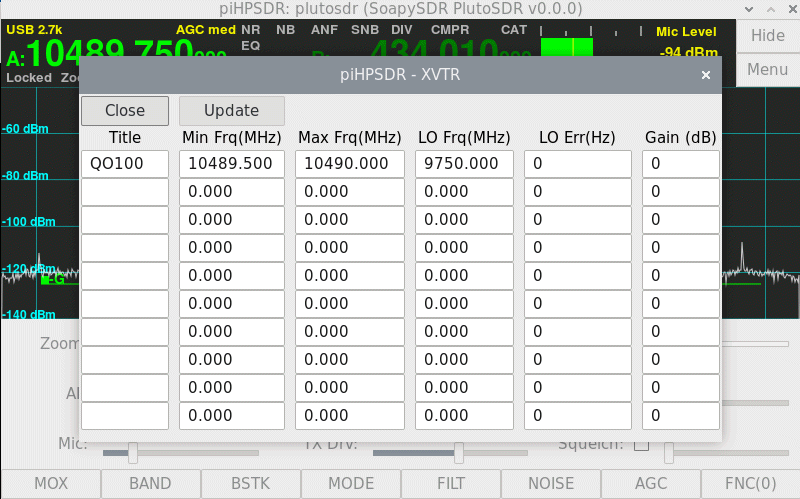 piHPSDR: plutosdr (SoapySDR PlutoSDR v0.0.0)
USB 2.7k AGC med NR NB ANF SNB DIV CMPR CAT Mic Level Hide
EQ
A:10489.750 434.010 -94 dBm
Locked Menu
piHPSDR - XVTR
Close Update
Title Min Frq(MHz) Max Frq(MHz) LO Frq(MHz) LO Err(Hz) Gain (dB)
QO100 10489.500 10490.000 9750.000 0 0
0.000 0.000 0.000 0 0
0.000 0.000 0.000 0 0
0.000 0.000 0.000 0 0
0.000 0.000 0.000 0 0
0.000 0.000 0.000 0 0
0.000 0.000 0.000 0 0
0.000 0.000 0.000 0 0
0.000 0.000 0.000 0 0
0.000 0.000 0.000 0 0
-60 dBm
-80 dBm
-100 dBm
-120 dBm
-G
-140 dBm
Zoom
Mic: TX Drv: Squelch:
MOX BAND BSTK MODE FILT NOISE AGC FNC(0)